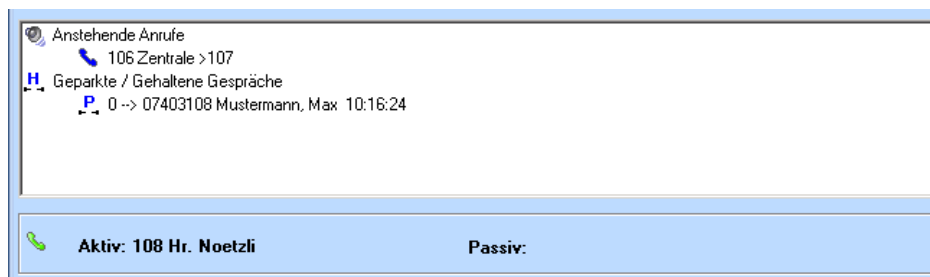 Anstehende Anrufe
106 Zentrale >107
H Geparkte / Gehaltene Gespräche
P 0 --> 07403108 Mustermann, Max 10:16:24
Aktiv: 108 Hr. Noetzli Passiv: